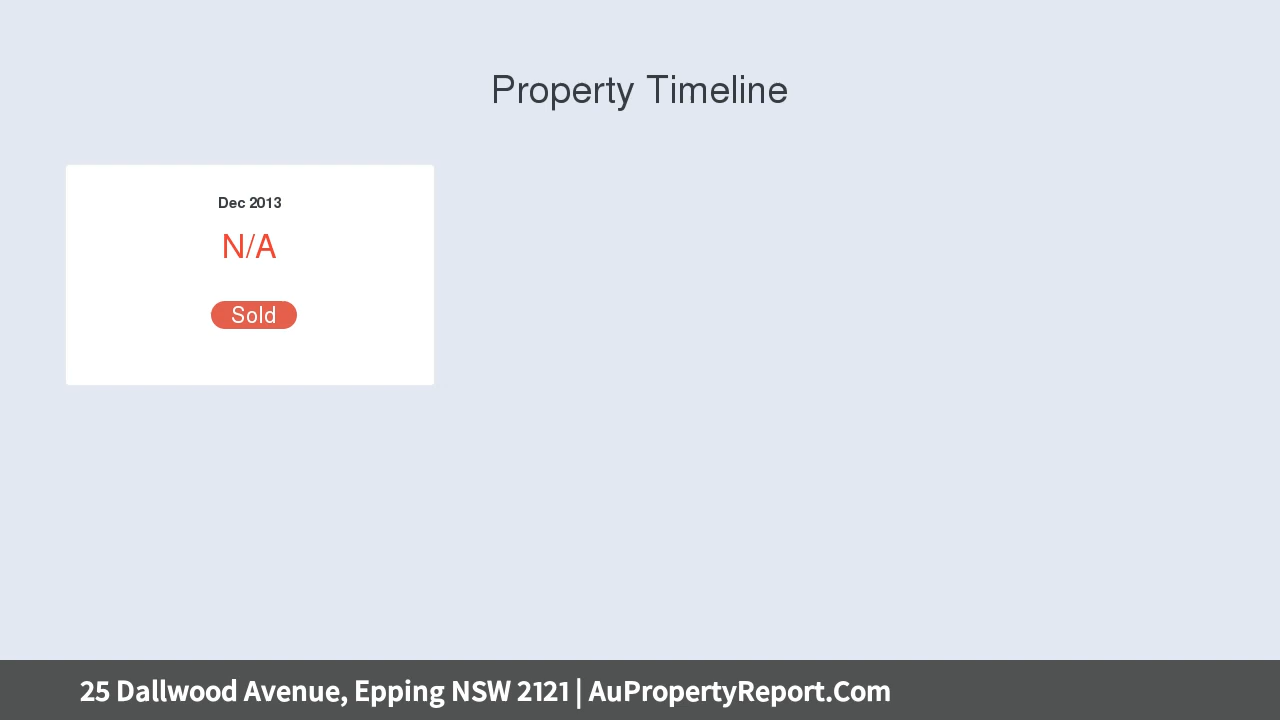 Property Timeline
Dec 2013
N/A
Sold
25 Dallwood Avenue, Epping NSW 2121 | AuPropertyReport.Com